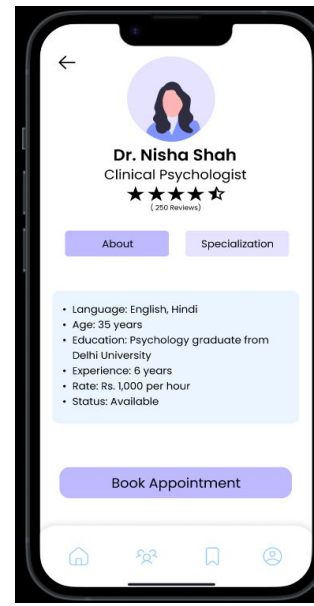 Dr. Nisha Shah
Clinical Psychologist
( 250 Reviews)
About
Specialization
• Language: English, Hindi
• Age: 35 years
• Education: Psychology graduate from
Delhi University
• Experience: 6 years
• Rate: Rs. 1,000 per hour
• Status: Available
Book Appointment